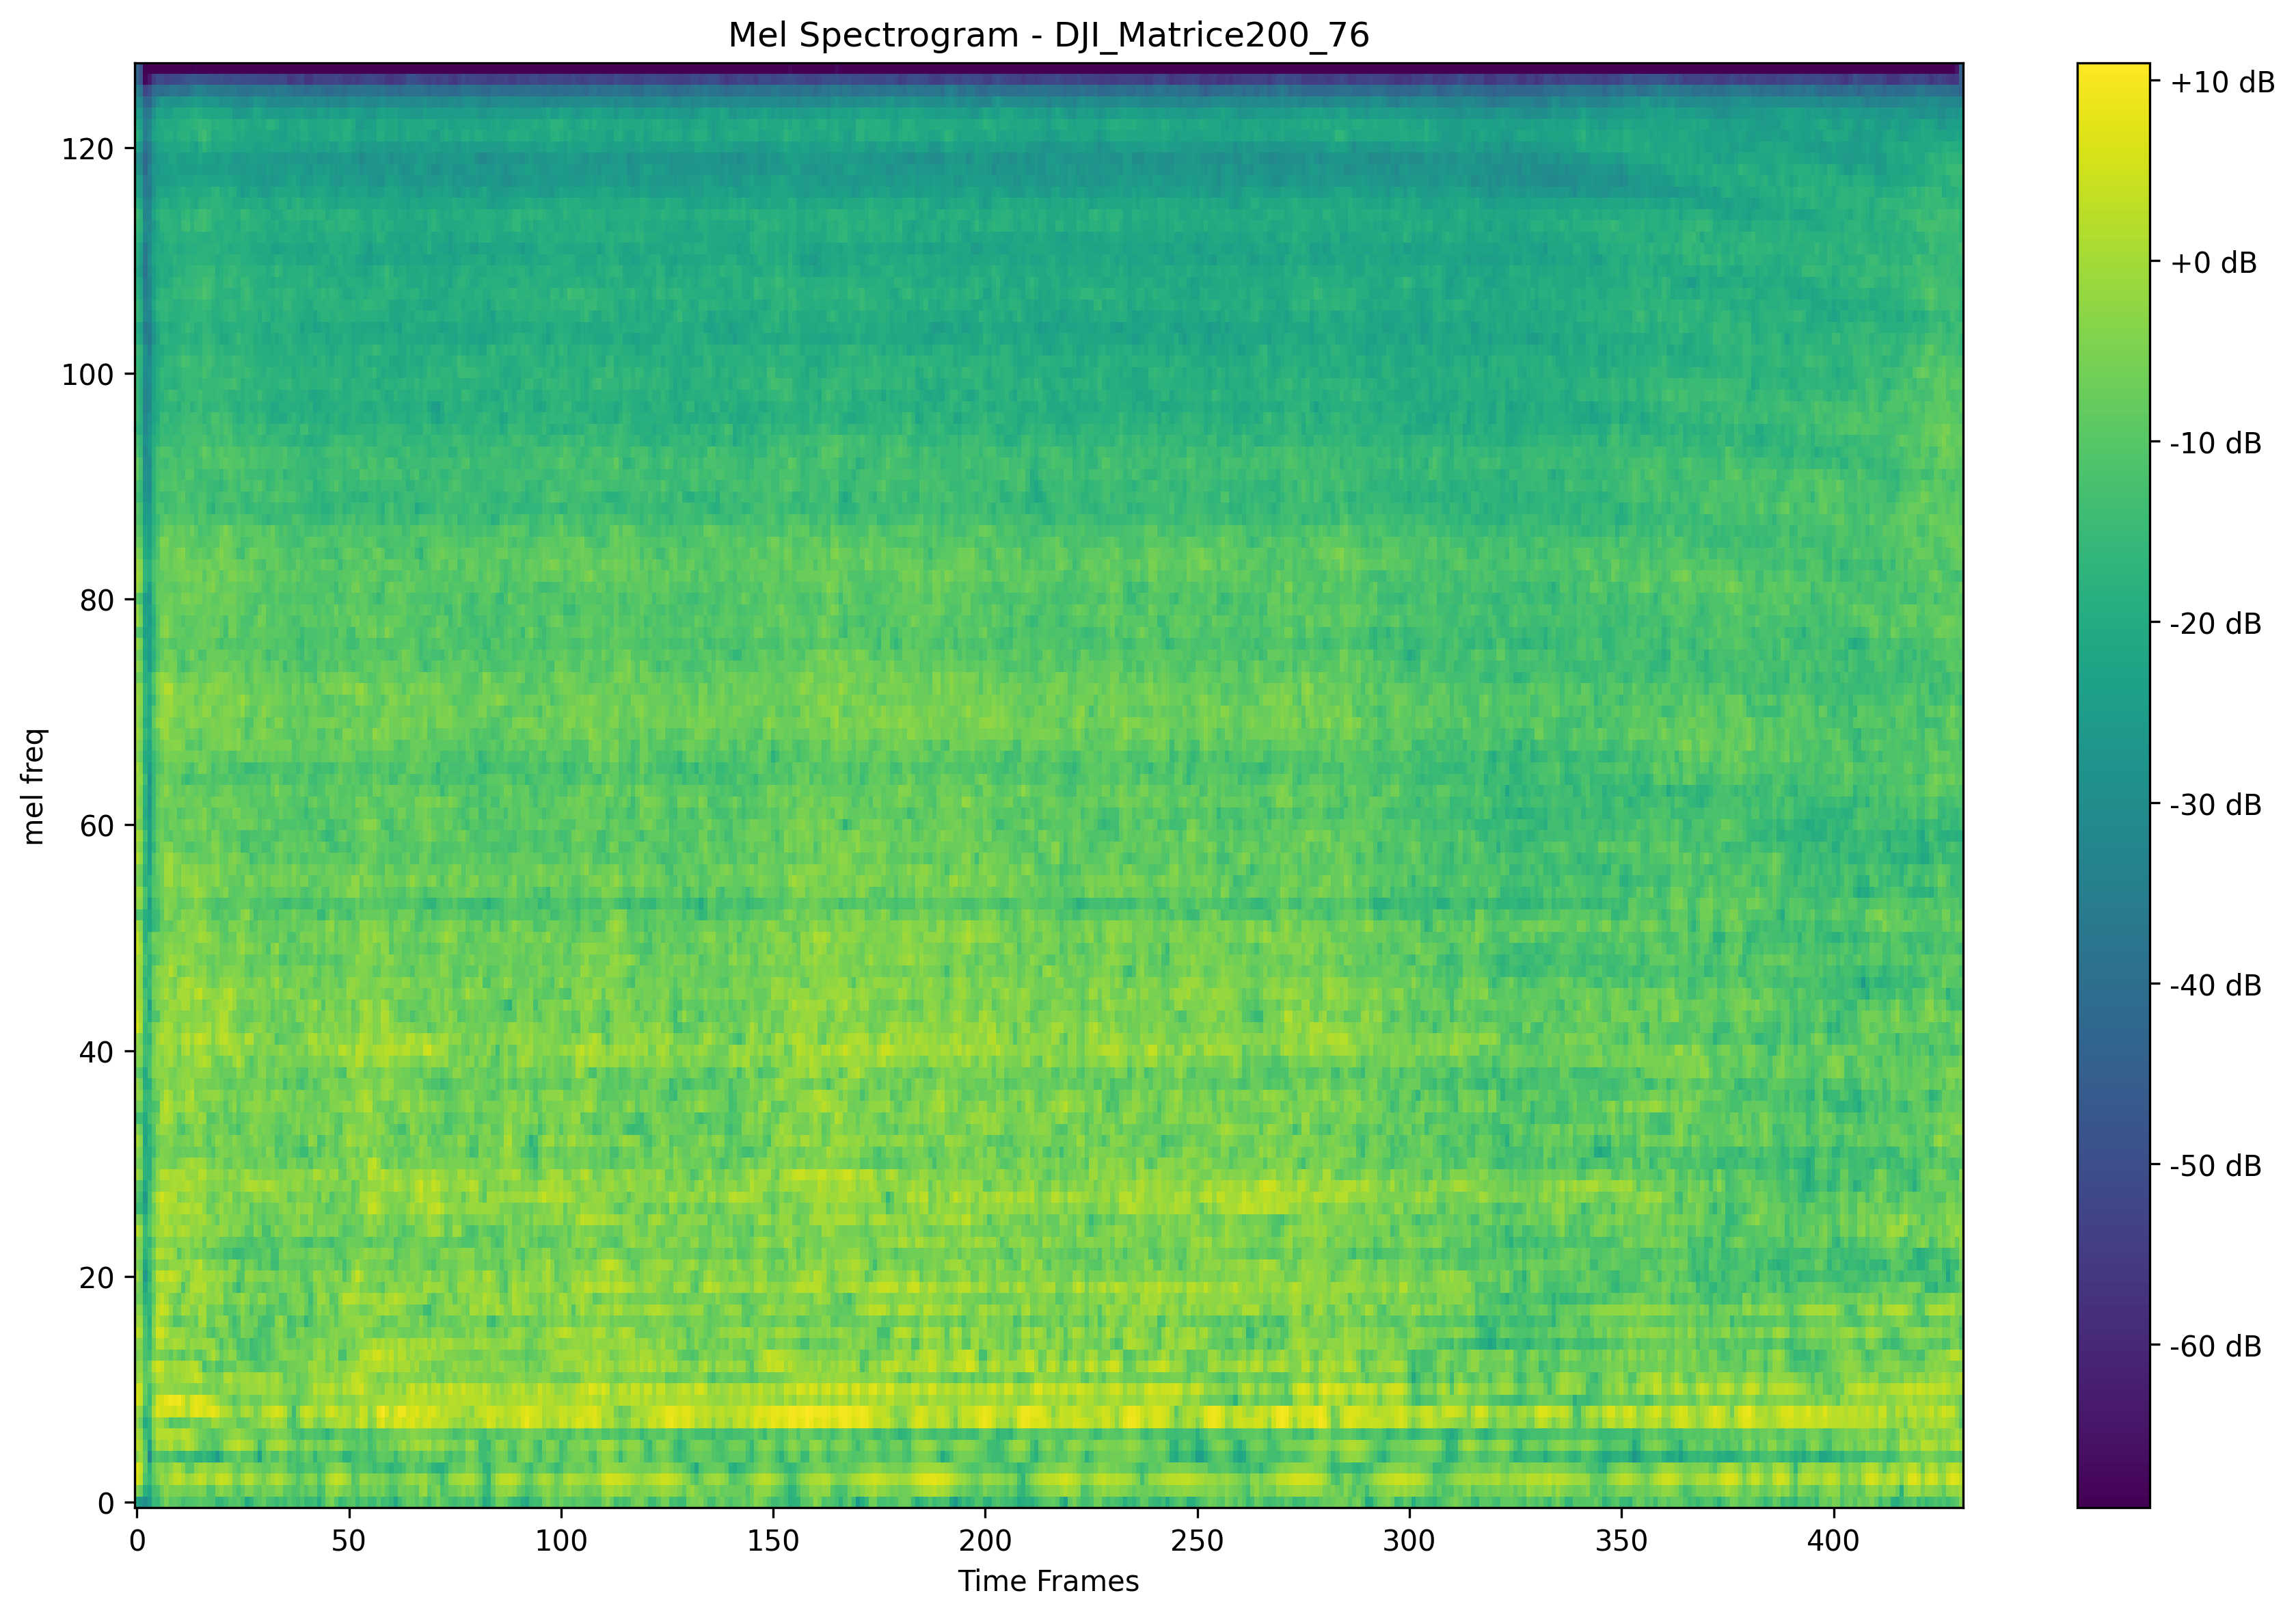 Mel Spectrogram - DJI_Matrice200_76
mel freq
120
100
80
60
40
20
0
0 50 100 150 200 250 300 350 400
Time Frames
+10 dB
+0 dB
-10 dB
-20 dB
-30 dB
-40 dB
-50 dB
-60 dB